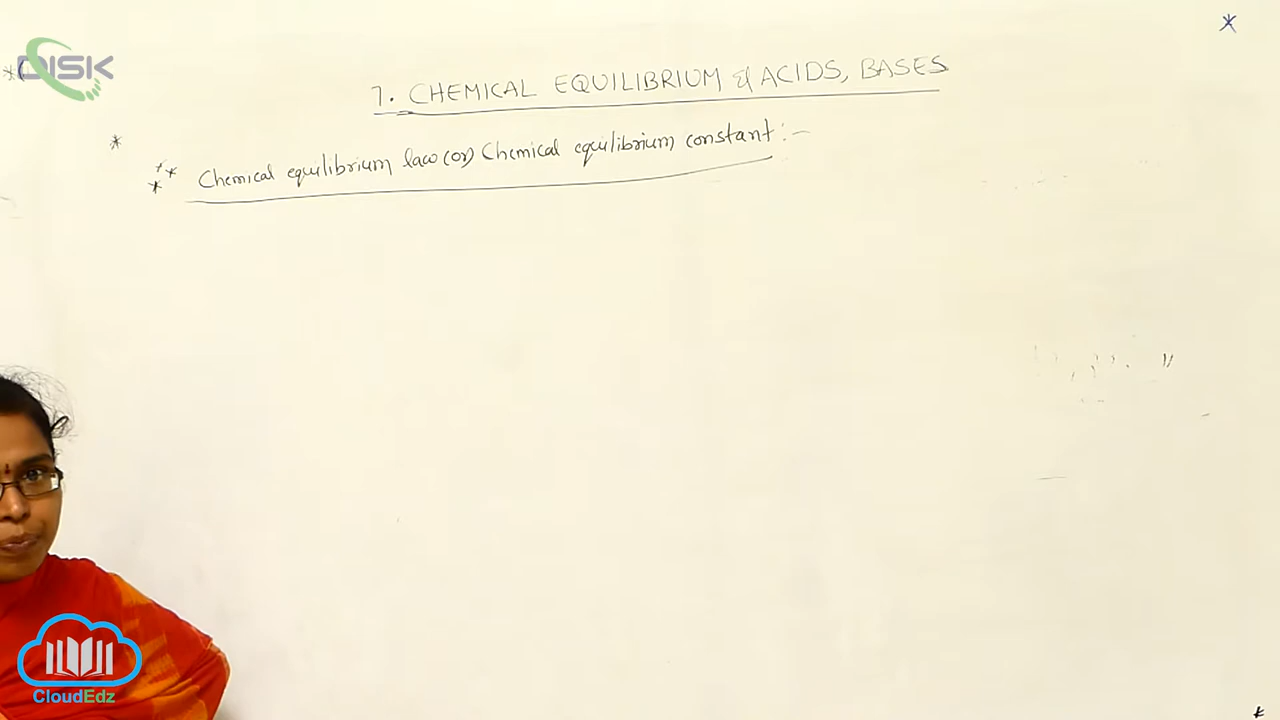 DISK
7. CHEMICAL EQUILIBRIUM & ACIDS, BASES
Chemical equilibrium law (or) Chemical equilibrium constant :-
CloudEdz